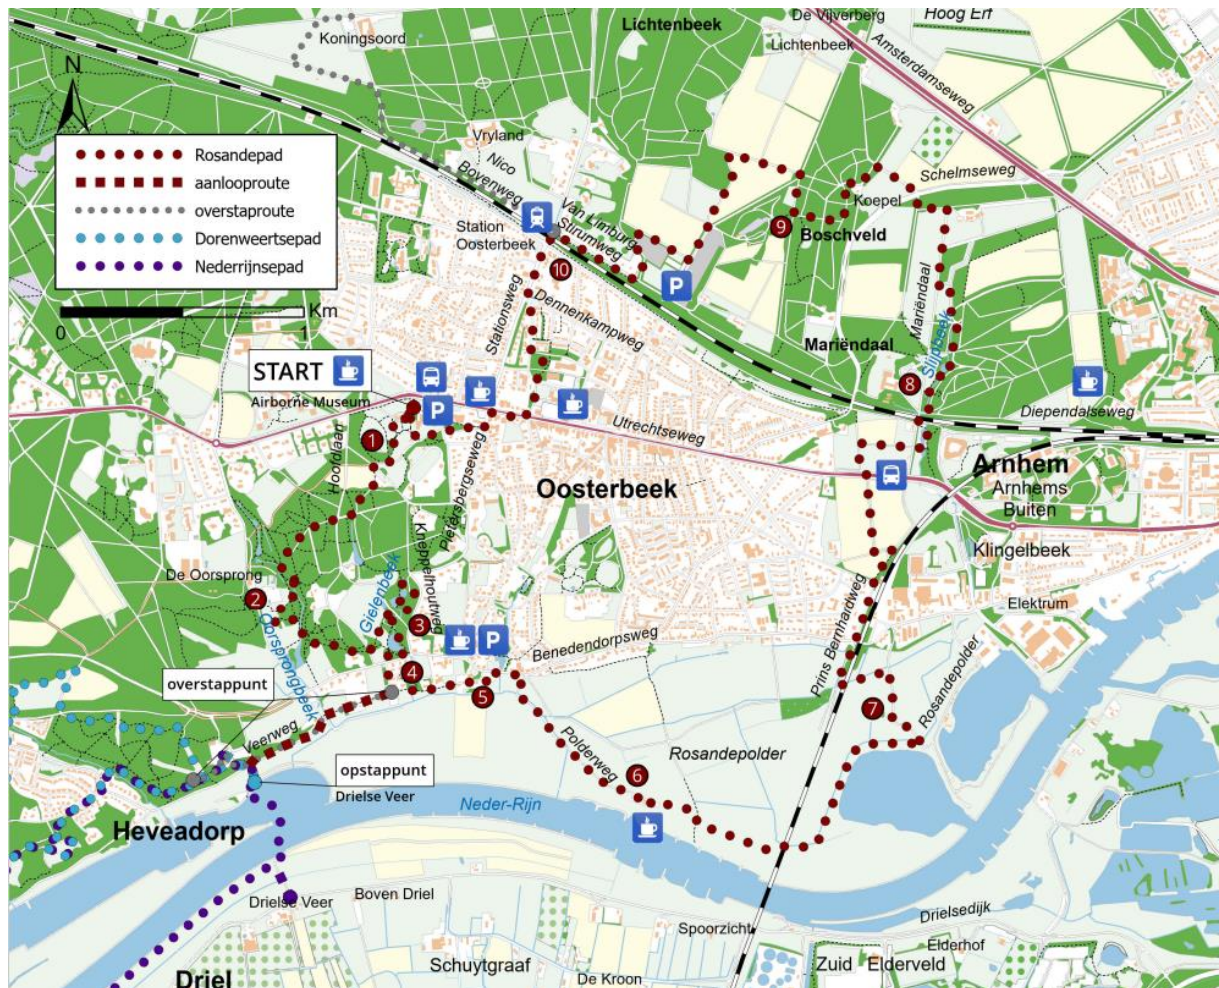 De Vijverberg
Hoog Erf
Lichtenbeek
Lichtenbeek
Koningsoord
Amsterdamseweg
N
Rosandepad
aanlooproute
overstaproute
Dorenweertsepad
Nederrijnsepad
0
1
Km
Vryland
Nico
Bovenweg
Van Limburg
Stirumweg
Station
Oosterbeek
10
P
Schelmseweg
Koepel
9
Boschveld
Mariëndaal
Slijpbeek
Mariëndaal
8
Stationsweg
Dennenkampweg
START
Airborne Museum
P
1
Hoofdlaan
Utrechtseweg
Diependalseweg
Pietersbergseweg
Oosterbeek
Arnhem
Arnhems
Buiten
Klingelbeek
Kneppelhoutweg
De Oorsprong
2
Gielenbeek
3
P
Oorsprongbeek
Benedendorpsweg
Prins Bernhardweg
Elektrum
4
5
overstappunt
7
Rosandepolder
Veerweg
Polderweg
Rosandepolder
6
opstappunt
Drielse Veer
Neder-Rijn
Heveadorp
Drielse Veer
Boven Driel
Drielsedijk
Spoorzicht
Elderhof
Driel
Schuytgraaf
De Kroon
Zuid
Elderveld